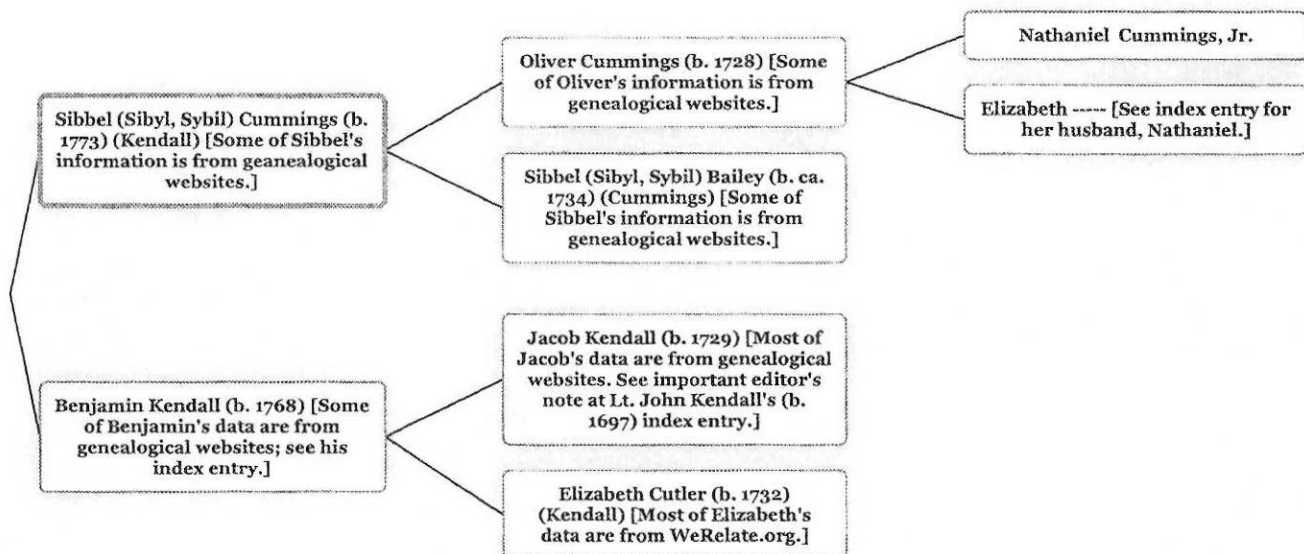 Sibbel (Sibyl, Sybil) Cummings (b.
1773) (Kendall) [Some of Sibbel's
information is from geanealogical
websites.]
Oliver Cummings (b. 1728) [Some
of Oliver's information is from
genealogical websites.]
Nathaniel Cummings, Jr.
Elizabeth ----- [See index entry for
her husband, Nathaniel.]
Sibbel (Sibyl, Sybil) Bailey (b. ca.
1734) (Cummings) [Some of
Sibbel's information is from
genealogical websites.]
Benjamin Kendall (b. 1768) [Some
of Benjamin's data are from
genealogical websites; see his
index entry.]
Jacob Kendall (b. 1729) [Most of
Jacob's data are from genealogical
websites. See important editor's
note at Lt. John Kendall's (b.
1697) index entry.]
Elizabeth Cutler (b. 1732)
(Kendall) [Most of Elizabeth's
data are from WeRelate.org.]